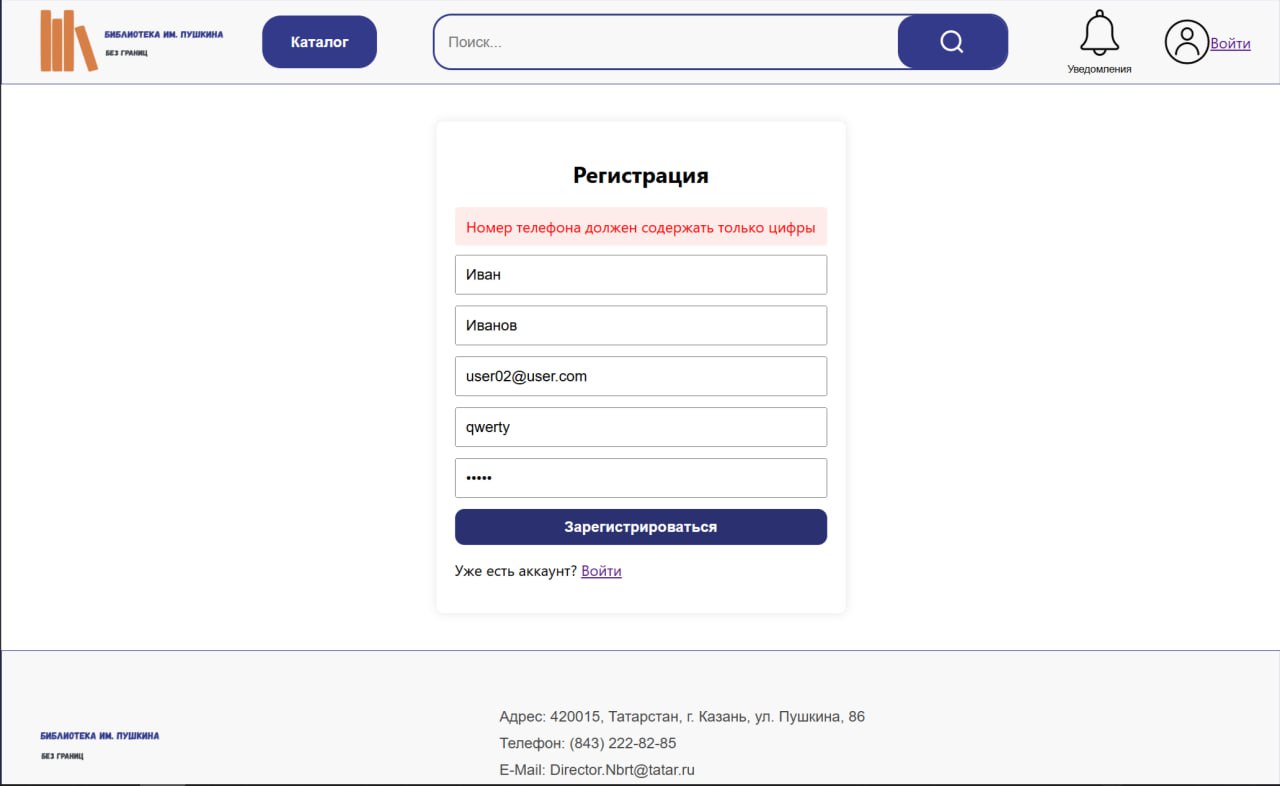 БИБЛИОТЕКА ИМ. ПУШКИНА
БЕЗ ГРАНИЦ
Каталог
Поиск...
Уведомления
Войти
Регистрация
Номер телефона должен содержать только цифры
Иван
Иванов
user02@user.com
qwerty
•••••
Зарегистрироваться
Уже есть аккаунт? Войти
БИБЛИОТЕКА ИМ. ПУШКИНА
БЕЗ ГРАНИЦ
Адрес: 420015, Татарстан, г. Казань, ул. Пушкина, 86
Телефон: (843) 222-82-85
E-Mail: Director.Nbrt@tatar.ru